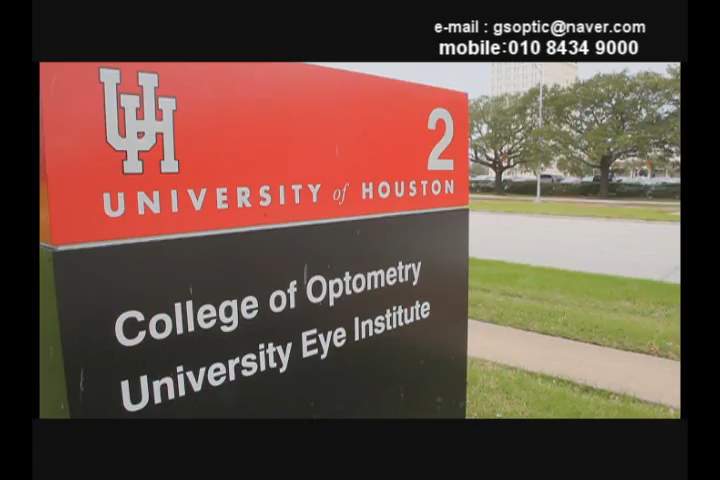 e-mail : gsoptic@naver.com
mobile:010 8434 9000
UH
2
UNIVERSITY of HOUSTON
College of Optometry
University Eye Institute